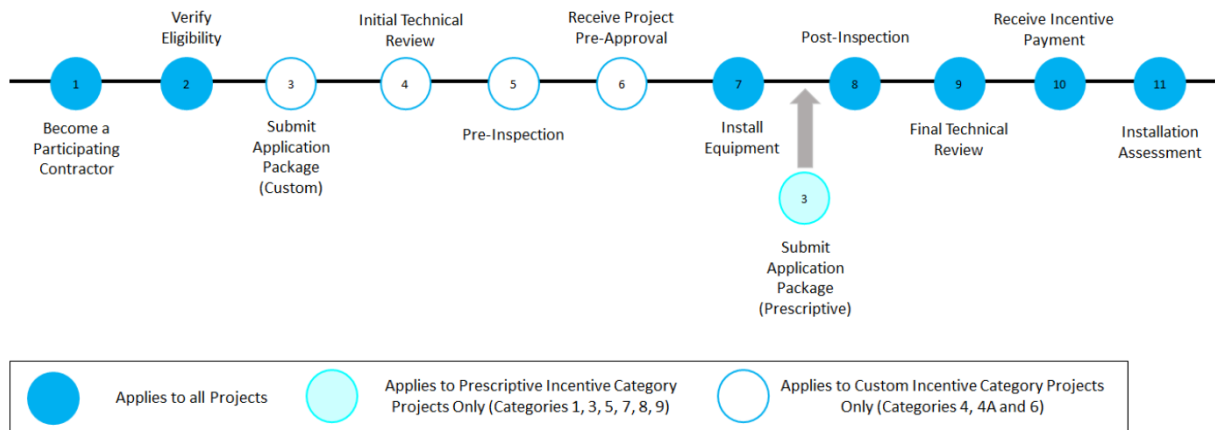 Verify
Eligibility
Initial Technical
Review
Receive Project
Pre-Approval
Post-Inspection
Receive Incentive
Payment
1
2
3
4
5
6
7
8
9
10
11
Become a
Participating
Contractor
Submit
Application
Package
(Custom)
Pre-Inspection
Install
Equipment
Final Technical
Review
Installation
Assessment
3
Submit
Application
Package
(Prescriptive)
Applies to all Projects
Applies to Prescriptive Incentive Category
Projects Only (Categories 1, 3, 5, 7, 8, 9)
Applies to Custom Incentive Category Projects
Only (Categories 4, 4A and 6)